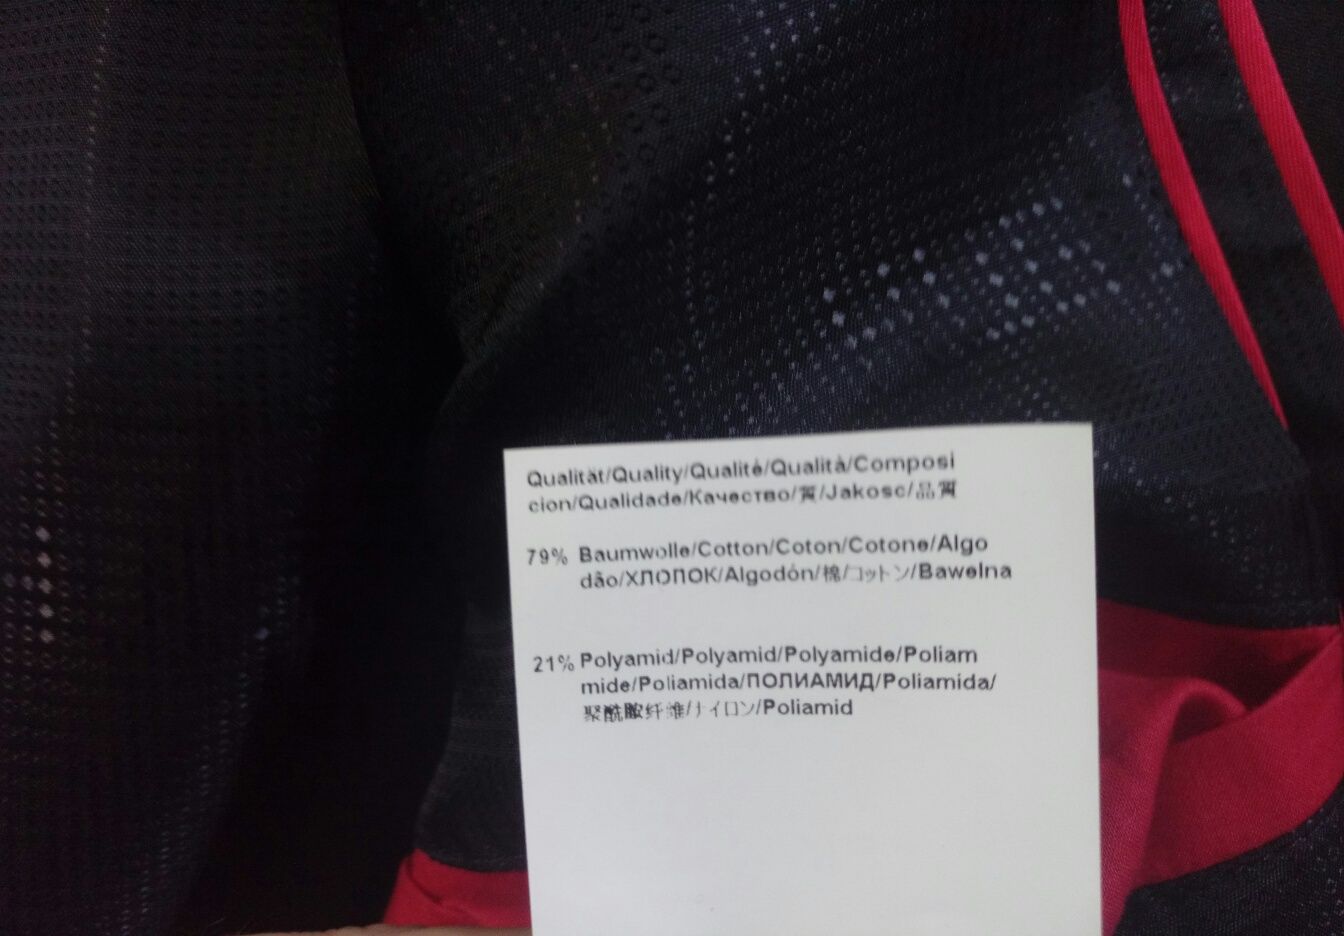 Qualität/Quality/Qualité/Qualità/Composi
cion/Qualidade/Качество/質/Jakosc/品質
79% Baumwolle/Cotton/Coton/Cotone/Algo
dão/ХЛОПОК/Algodón/棉/コットン/Bawelna
21% Polyamid/Polyamid/Polyamide/Poliam
mide/Poliamida/ПОЛИАМИД/Poliamida/
聚酰胺纤维/ナイロン/Poliamid